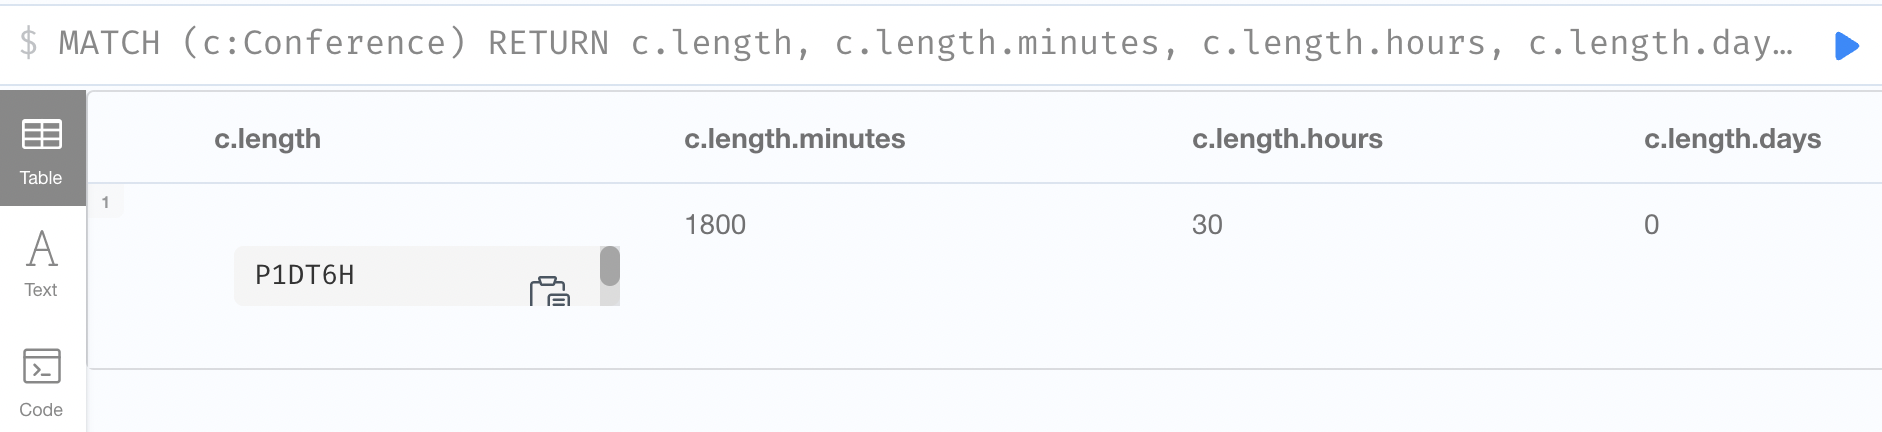 $ MATCH (c:Conference) RETURN c.length, c.length.minutes, c.length.hours, c.length.day…
c.length c.length.minutes c.length.hours c.length.days
Table
1
1800 30 0
P1DT6H
Text
Code